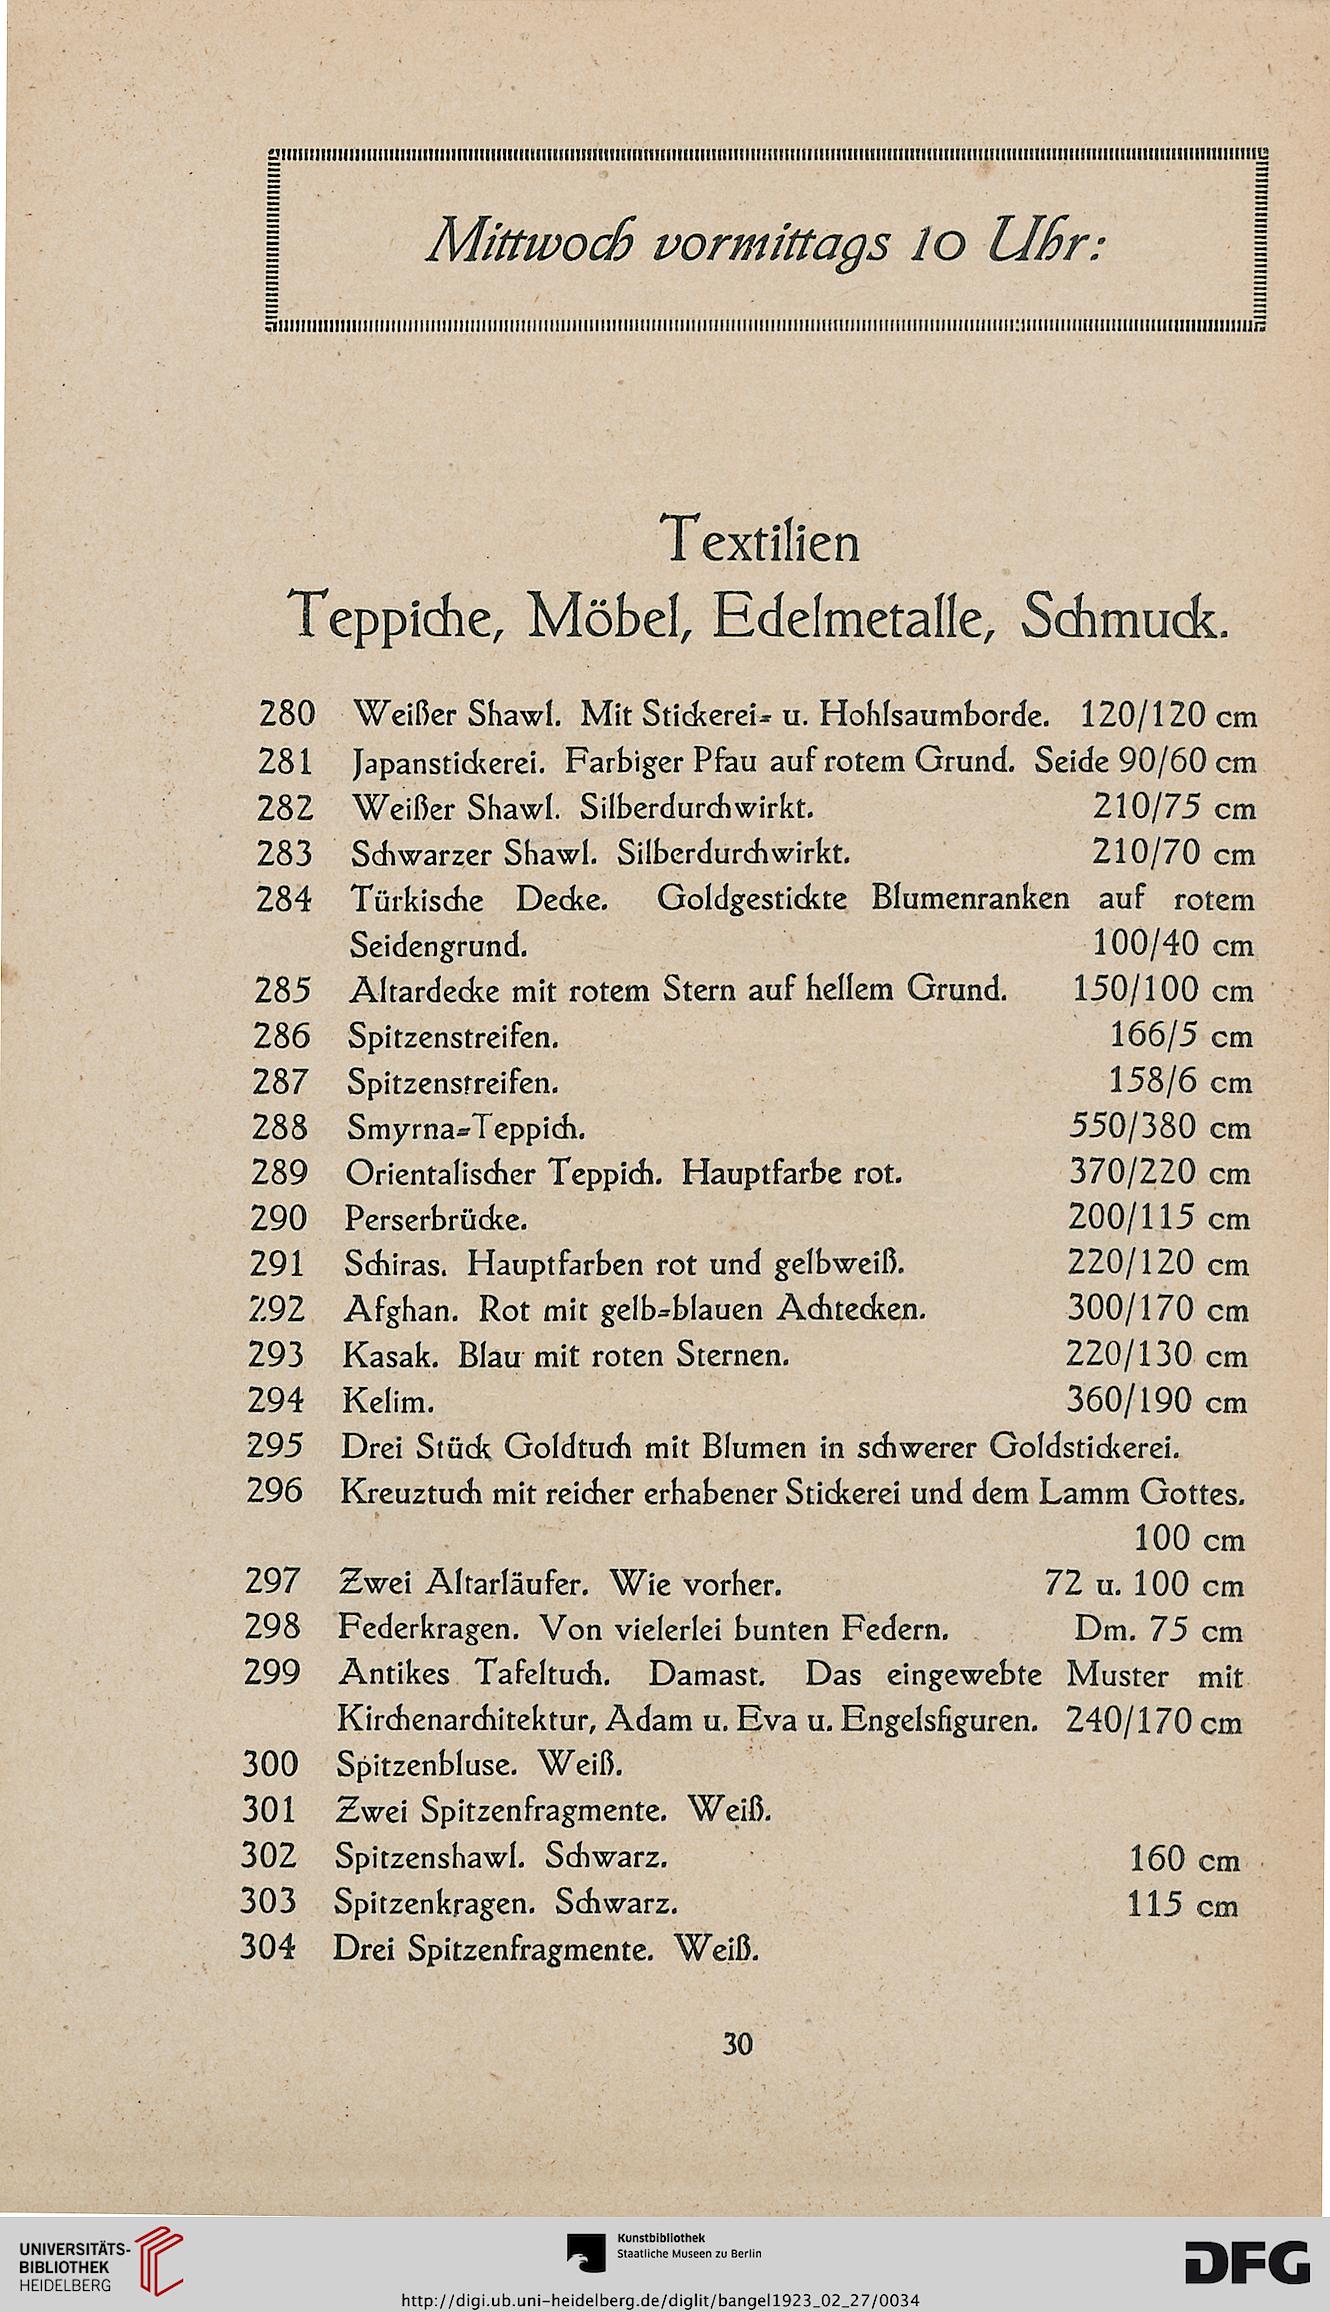 Mittwoch vormittags 10 Uhr:
Textilien
Teppiche, Möbel, Edelmetalle, Schmuck.
280 Weißer Shawl. Mit Stickerei= u. Hohlsaumborde. 120/120 cm
281 Japanstickerei. Farbiger Pfau auf rotem Grund. Seide 90/60 cm
282 Weißer Shawl. Silberdurchwirkt. 210/75 cm
283 Schwarzer Shawl. Silberdurchwirkt. 210/70 cm
284 Türkische Decke. Goldgestickte Blumenranken auf rotem
Seidengrund. 100/40 cm
285 Altardecke mit rotem Stern auf hellem Grund. 150/100 cm
286 Spitzenstreifen. 166/5 cm
287 Spitzenstreifen. 158/6 cm
288 Smyrna=Teppich. 550/380 cm
289 Orientalischer Teppich. Hauptfarbe rot. 370/220 cm
290 Perserbrücke. 200/115 cm
291 Schiras. Hauptfarben rot und gelbweiß. 220/120 cm
292 Afghan. Rot mit gelb=blauen Achtecken. 300/170 cm
293 Kasak. Blau mit roten Sternen. 220/130 cm
294 Kelim. 360/190 cm
295 Drei Stück Goldtuch mit Blumen in schwerer Goldstickerei.
296 Kreuztuch mit reicher erhabener Stickerei und dem Lamm Gottes.
100 cm
297 Zwei Altarläufer. Wie vorher. 72 u. 100 cm
298 Federkragen. Von vielerlei bunten Federn. Dm. 75 cm
299 Antikes Tafeltuch. Damast. Das eingewebte Muster mit
Kirchenarchitektur, Adam u. Eva u. Engelsfiguren. 240/170 cm
300 Spitzenbluse. Weiß.
301 Zwei Spitzenfragmente. Weiß.
302 Spitzenshawl. Schwarz. 160 cm
303 Spitzenkragen. Schwarz. 115 cm
304 Drei Spitzenfragmente. Weiß.
30
UNIVERSITÄTS-
BIBLIOTHEK
HEIDELBERG
Kunstbibliothek
Staatliche Museen zu Berlin
DFG
http://digi.ub.uni-heidelberg.de/diglit/bangel1923_02_27/0034